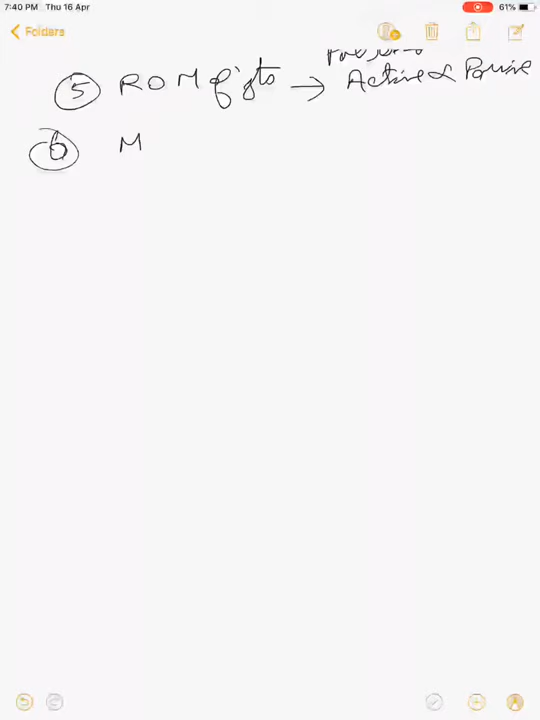 7:40 PM Thu 16 Apr
61%
Folders
5 ROM of jts → Active & Passive
6 M